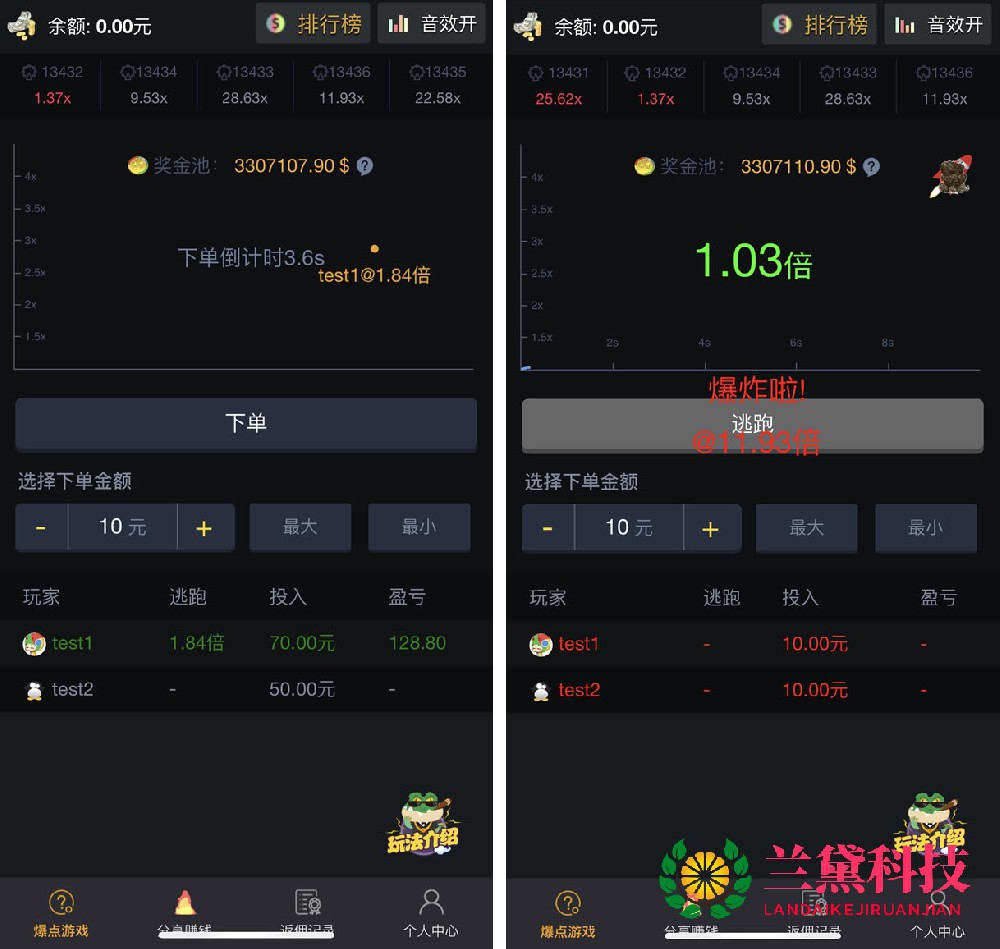 余额: 0.00元
排行榜
音效开
13432 13434 13433 13436 13435
1.37x 9.53x 28.63x 11.93x 22.58x
奖金池: 3307107.90 $ ?
4x
3.5x
3x
2.5x
2x
1.5x
下单倒计时3.6s
test1@1.84倍
下单
选择下单金额
- 10 元 + 最大 最小
玩家 逃跑 投入 盈亏
test1 1.84倍 70.00元 128.80
test2 - 50.00元 -
玩法介绍
爆点游戏 分享赚钱 返佣记录 个人中心
余额: 0.00元
排行榜
音效开
13431 13432 13434 13433 13436
25.62x 1.37x 9.53x 28.63x 11.93x
奖金池: 3307110.90 $ ?
4x
3.5x
3x
2.5x
2x
1.5x
1.03倍
2s 4s 6s 8s
爆炸啦!
逃跑
@11.93倍
选择下单金额
- 10 元 + 最大 最小
玩家 逃跑 投入 盈亏
test1 - 10.00元 -
test2 - 10.00元 -
玩法介绍
兰黛科技
LANDAIKEJIRUANJIAN
爆点游戏 分享赚钱 返佣记录 个人中心